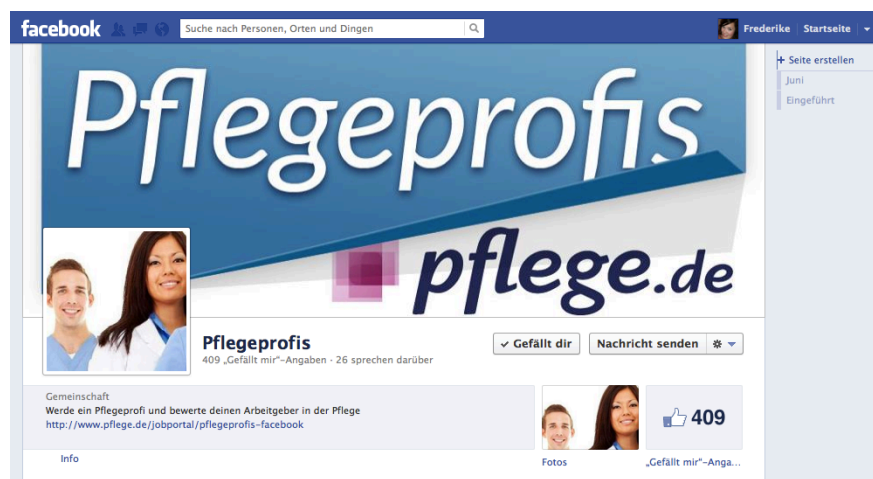 facebook
Suche nach Personen, Orten und Dingen
Frederike
Startseite
+ Seite erstellen
Juni
Eingeführt
Pflegeprofis
pflege.de
Pflegeprofis
409 „Gefällt mir“-Angaben · 26 sprechen darüber
✓ Gefällt dir
Nachricht senden
Gemeinschaft
Werde ein Pflegeprofi und bewerte deinen Arbeitgeber in der Pflege
http://www.pflege.de/jobportal/pflegeprofis-facebook
409
Info
Fotos
„Gefällt mir“-Anga...